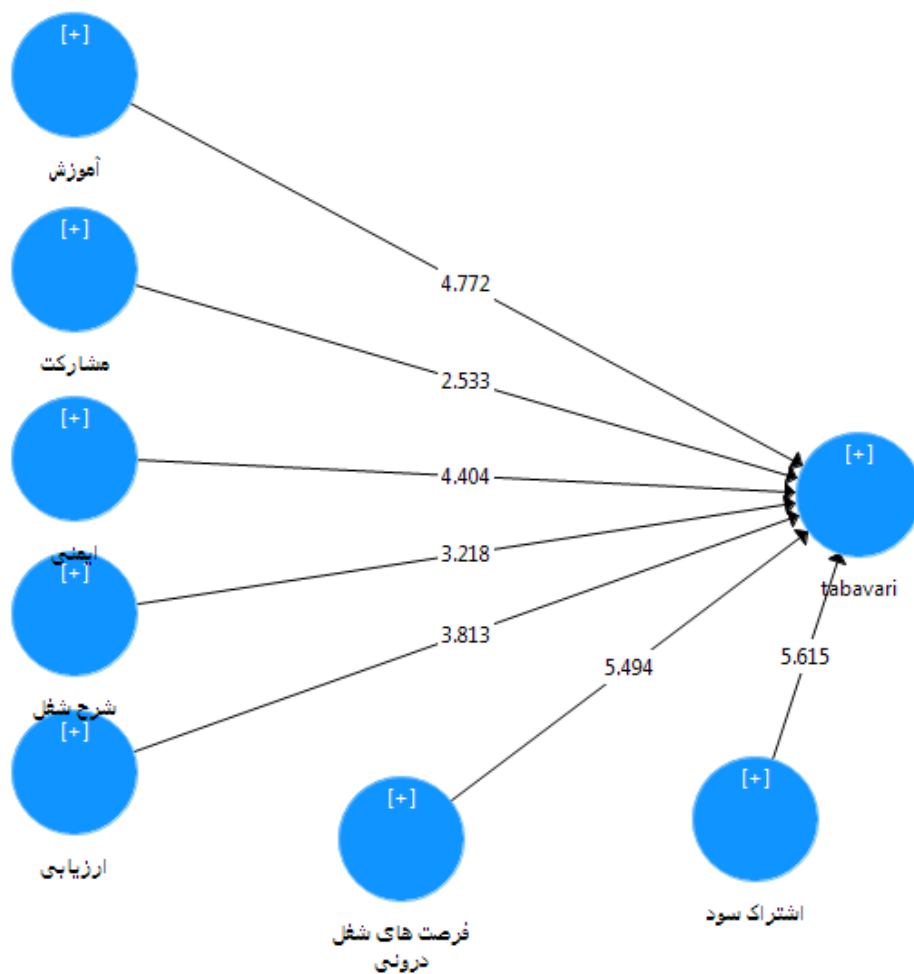 [+]
آموزش
[+]
مشارکت
[+]
ایمنی
[+]
شرح شغل
[+]
ارزیابی
[+]
فرصت های شغل
درونی
[+]
اشتراک سود
[+]
tabavari
4.772
2.533
4.404
3.218
3.813
5.494
5.615